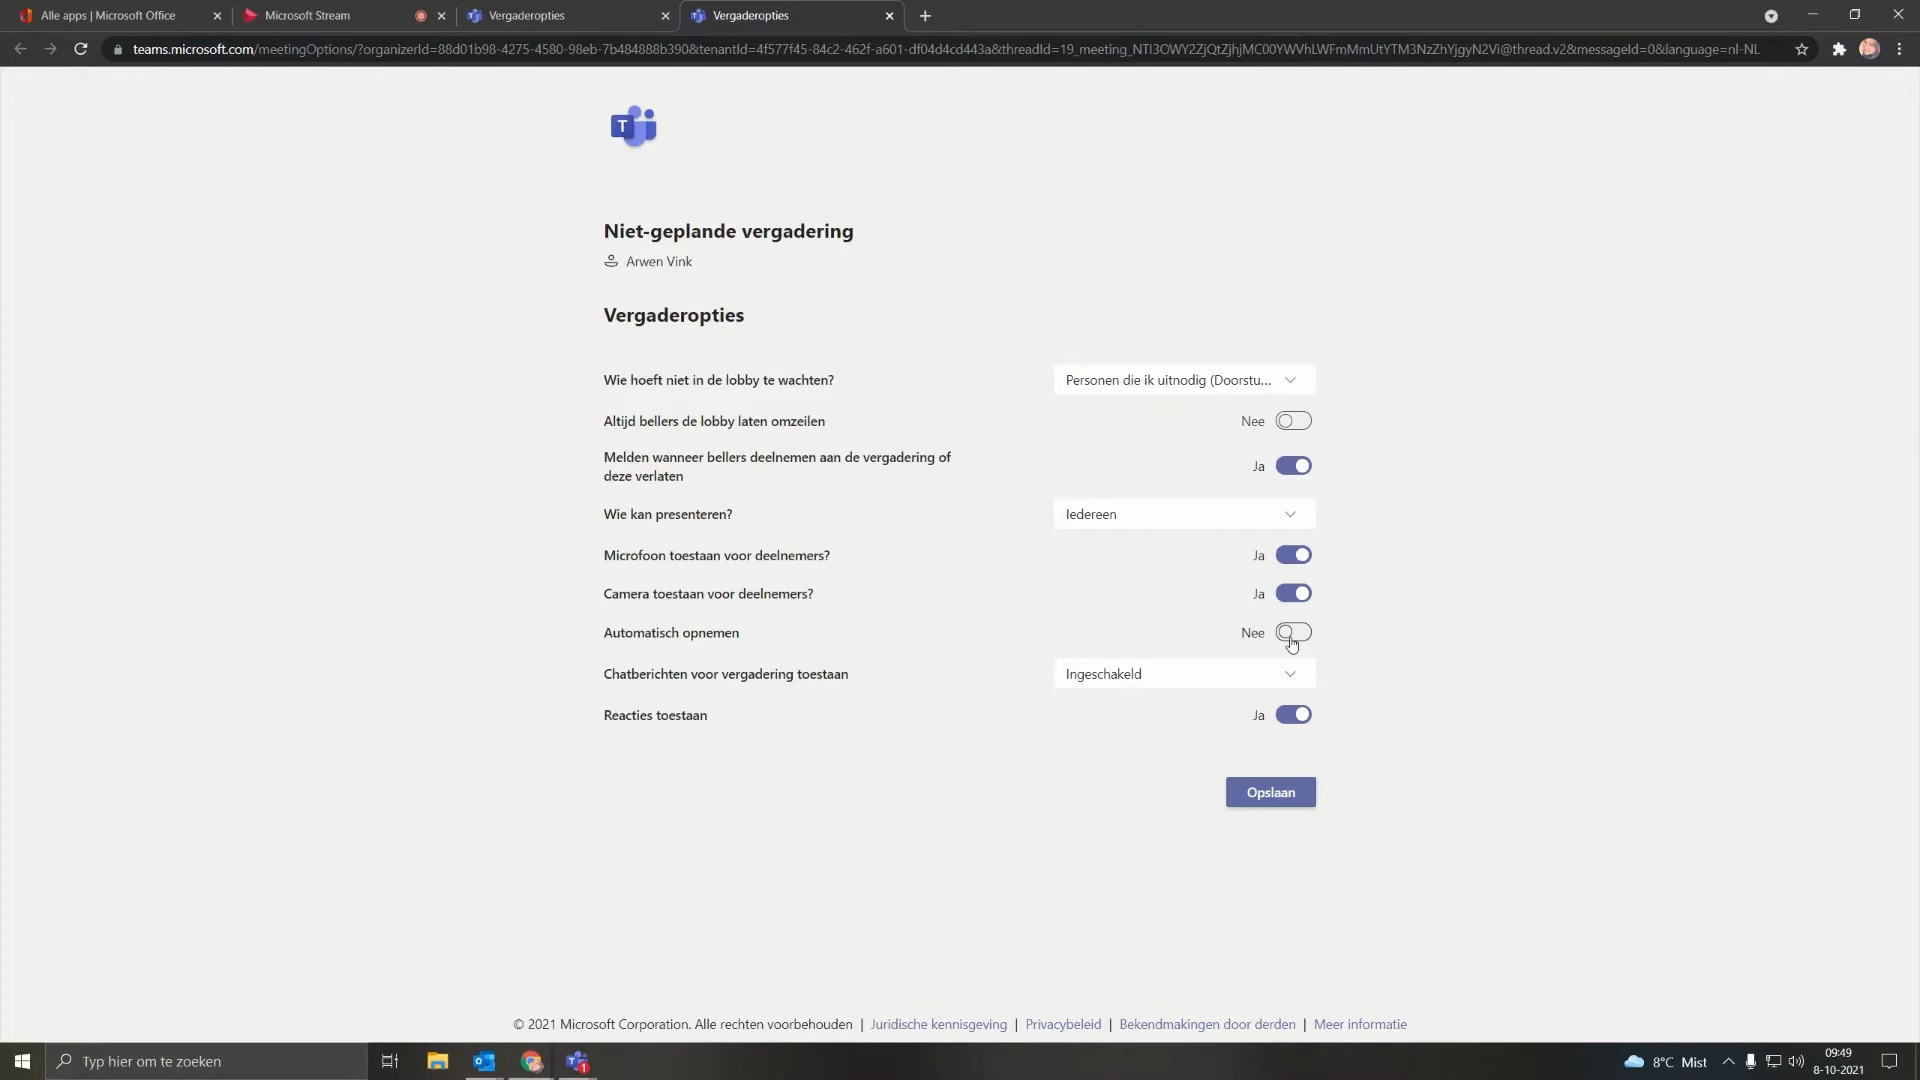 Alle apps | Microsoft Office
Microsoft Stream
Vergaderopties
Vergaderopties
teams.microsoft.com/meetingOptions/?organizerId=88d01b98-4275-4580-98eb-7b484888b390&tenantId=4f577f45-84c2-462f-a601-df04d4cd443a&threadId=19_meeting_NTI3OWY2ZjQtZjhjMC00YWVhLWFmMmUtYTM3NzZhYjgyN2Vi@thread.v2&messageId=0&language=nl-NL
T
Niet-geplande vergadering
Arwen Vink
Vergaderopties
Wie hoeft niet in de lobby te wachten?
Personen die ik uitnodig (Doorstu...
Altijd bellers de lobby laten omzeilen
Nee
Melden wanneer bellers deelnemen aan de vergadering of
deze verlaten
Ja
Wie kan presenteren?
Iedereen
Microfoon toestaan voor deelnemers?
Ja
Camera toestaan voor deelnemers?
Ja
Automatisch opnemen
Nee
Chatberichten voor vergadering toestaan
Ingeschakeld
Reacties toestaan
Ja
Opslaan
© 2021 Microsoft Corporation. Alle rechten voorbehouden | Juridische kennisgeving | Privacybeleid | Bekendmakingen door derden | Meer informatie
Typ hier om te zoeken
1
8°C Mist
09:49
8-10-2021